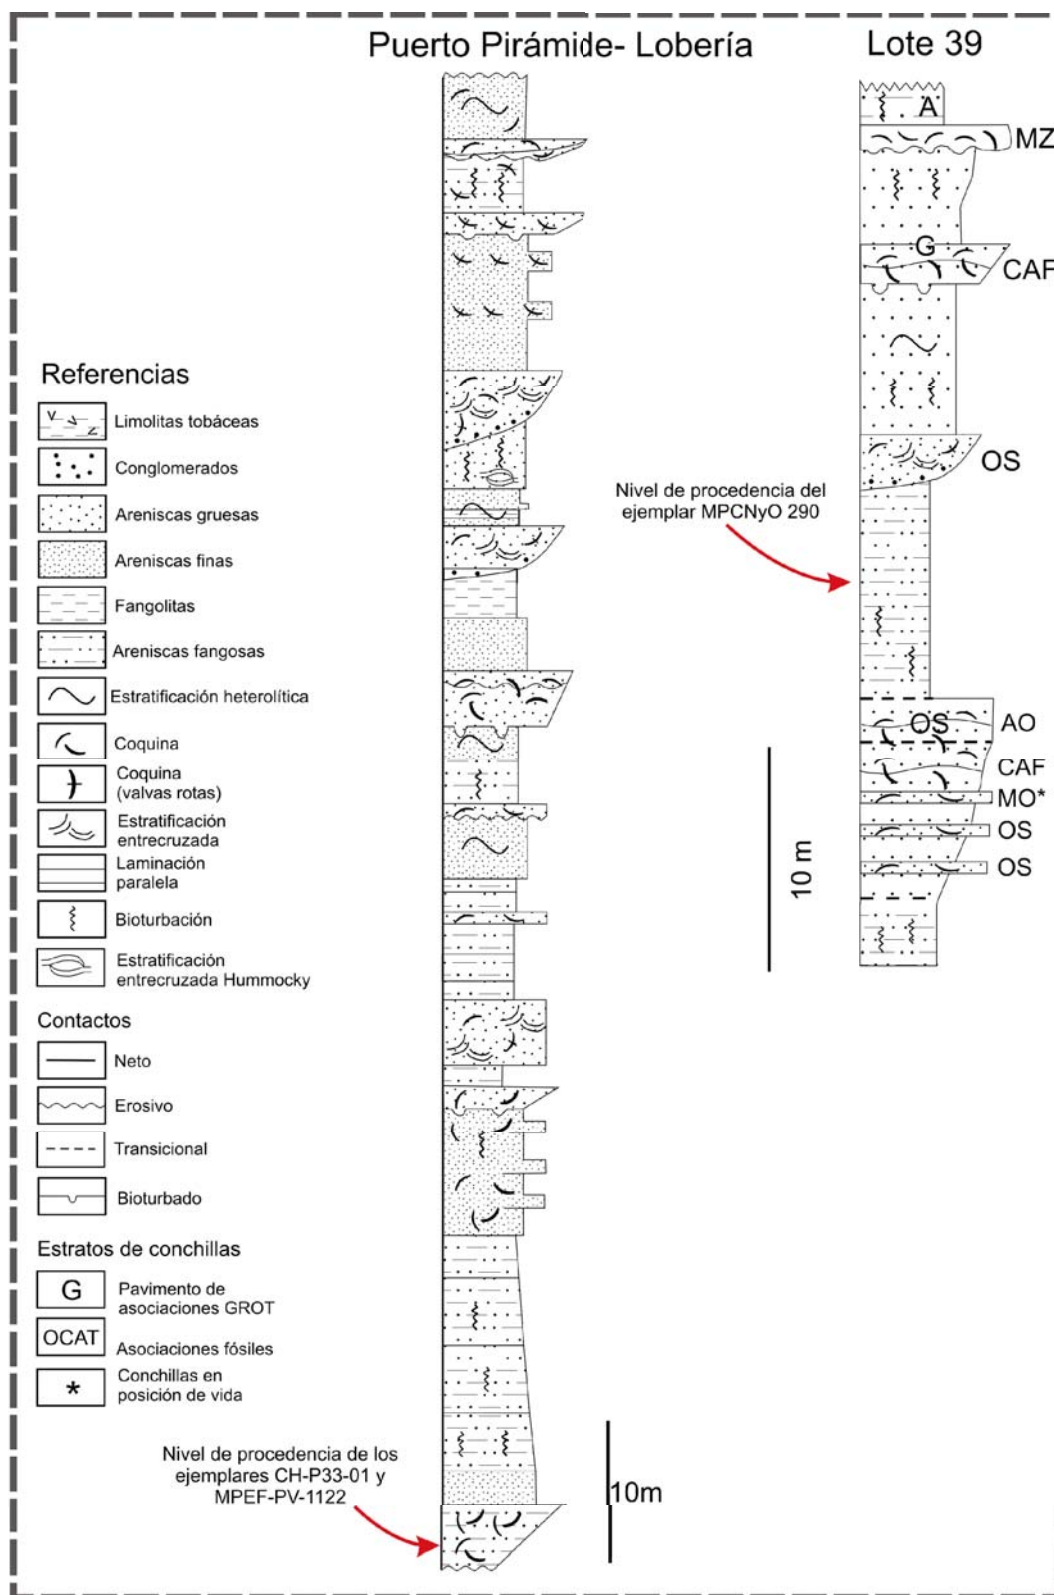 Puerto Pirámide- Lobería
Lote 39
A
MZ
G
CAF
OS
Nivel de procedencia del
ejemplar MPCNyO 290
OS
AO
CAF
MO*
OS
OS
10 m
Referencias
V V Z
Limolitas tobáceas
Conglomerados
Areniscas gruesas
Areniscas finas
Fangolitas
Areniscas fangosas
Estratificación heterolítica
Coquina
Coquina
(valvas rotas)
Estratificación
entrecruzada
Laminación
paralela
Bioturbación
Estratificación
entrecruzada Hummocky
Contactos
Neto
Erosivo
Transicional
Bioturbado
Estratos de conchillas
G
Pavimento de
asociaciones GROT
OCAT
Asociaciones fósiles
*
Conchillas en
posición de vida
Nivel de procedencia de los
ejemplares CH-P33-01 y
MPEF-PV-1122
10m